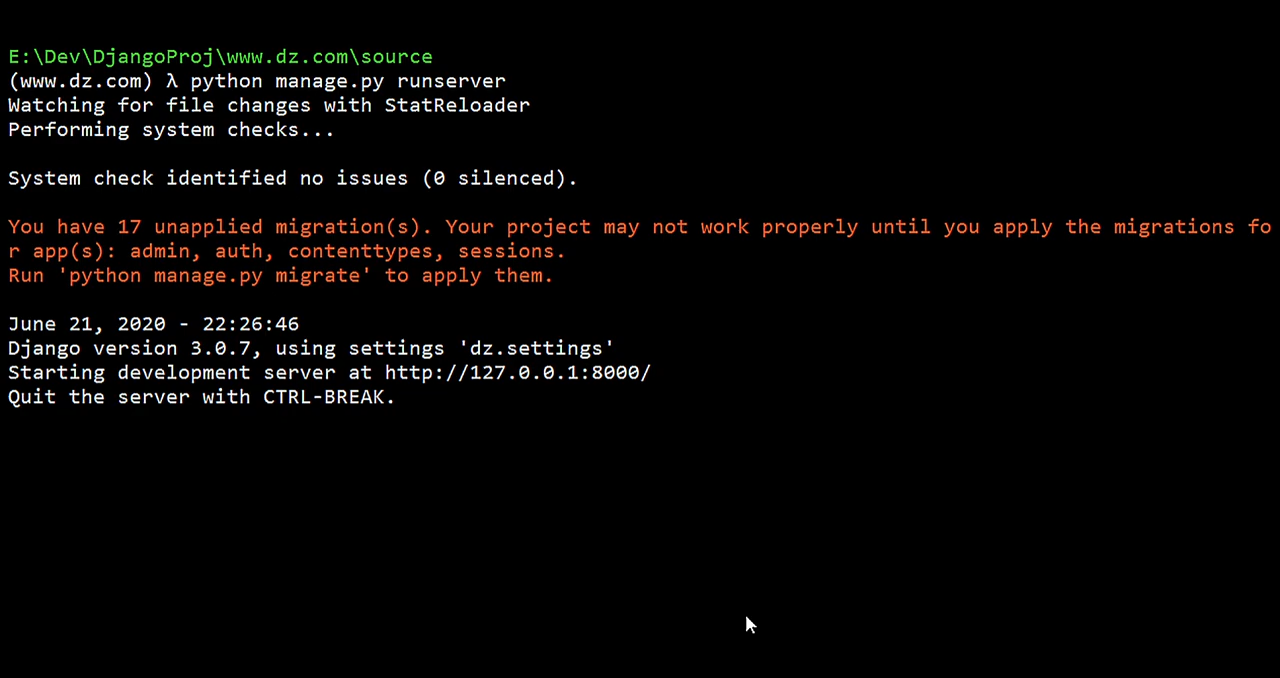 E:\Dev\DjangoProj\www.dz.com\source
(www.dz.com) λ python manage.py runserver
Watching for file changes with StatReloader
Performing system checks...
System check identified no issues (0 silenced).
You have 17 unapplied migration(s). Your project may not work properly until you apply the migrations fo
r app(s): admin, auth, contenttypes, sessions.
Run 'python manage.py migrate' to apply them.
June 21, 2020 - 22:26:46
Django version 3.0.7, using settings 'dz.settings'
Starting development server at http://127.0.0.1:8000/
Quit the server with CTRL-BREAK.